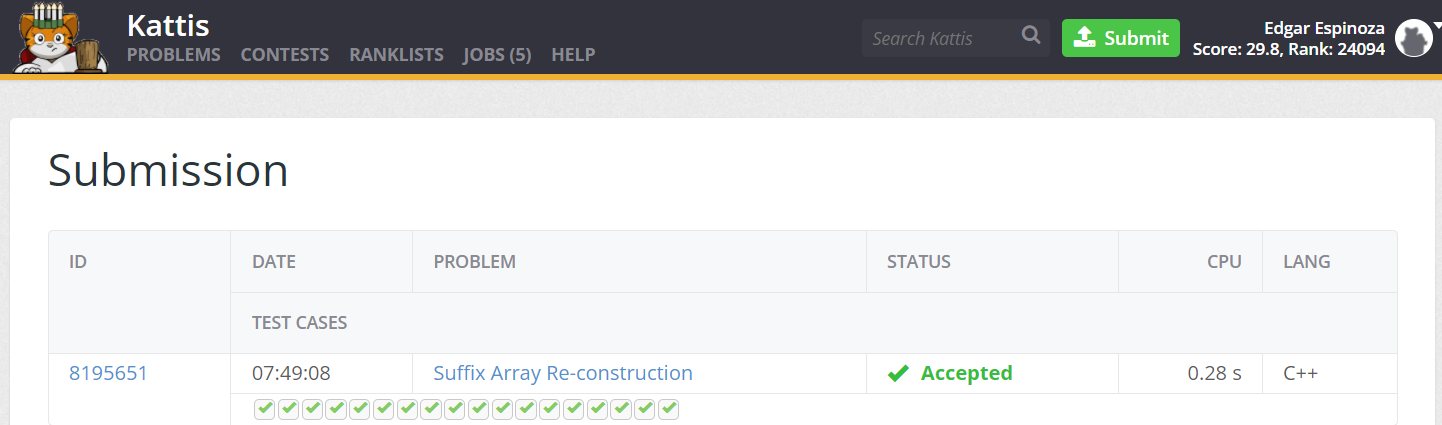 Kattis
PROBLEMS CONTESTS RANKLISTS JOBS (5) HELP
Search Kattis
Submit
Edgar Espinoza
Score: 29.8, Rank: 24094
Submission
ID DATE PROBLEM STATUS CPU LANG
TEST CASES
8195651 07:49:08 Suffix Array Re-construction Accepted 0.28 s C++